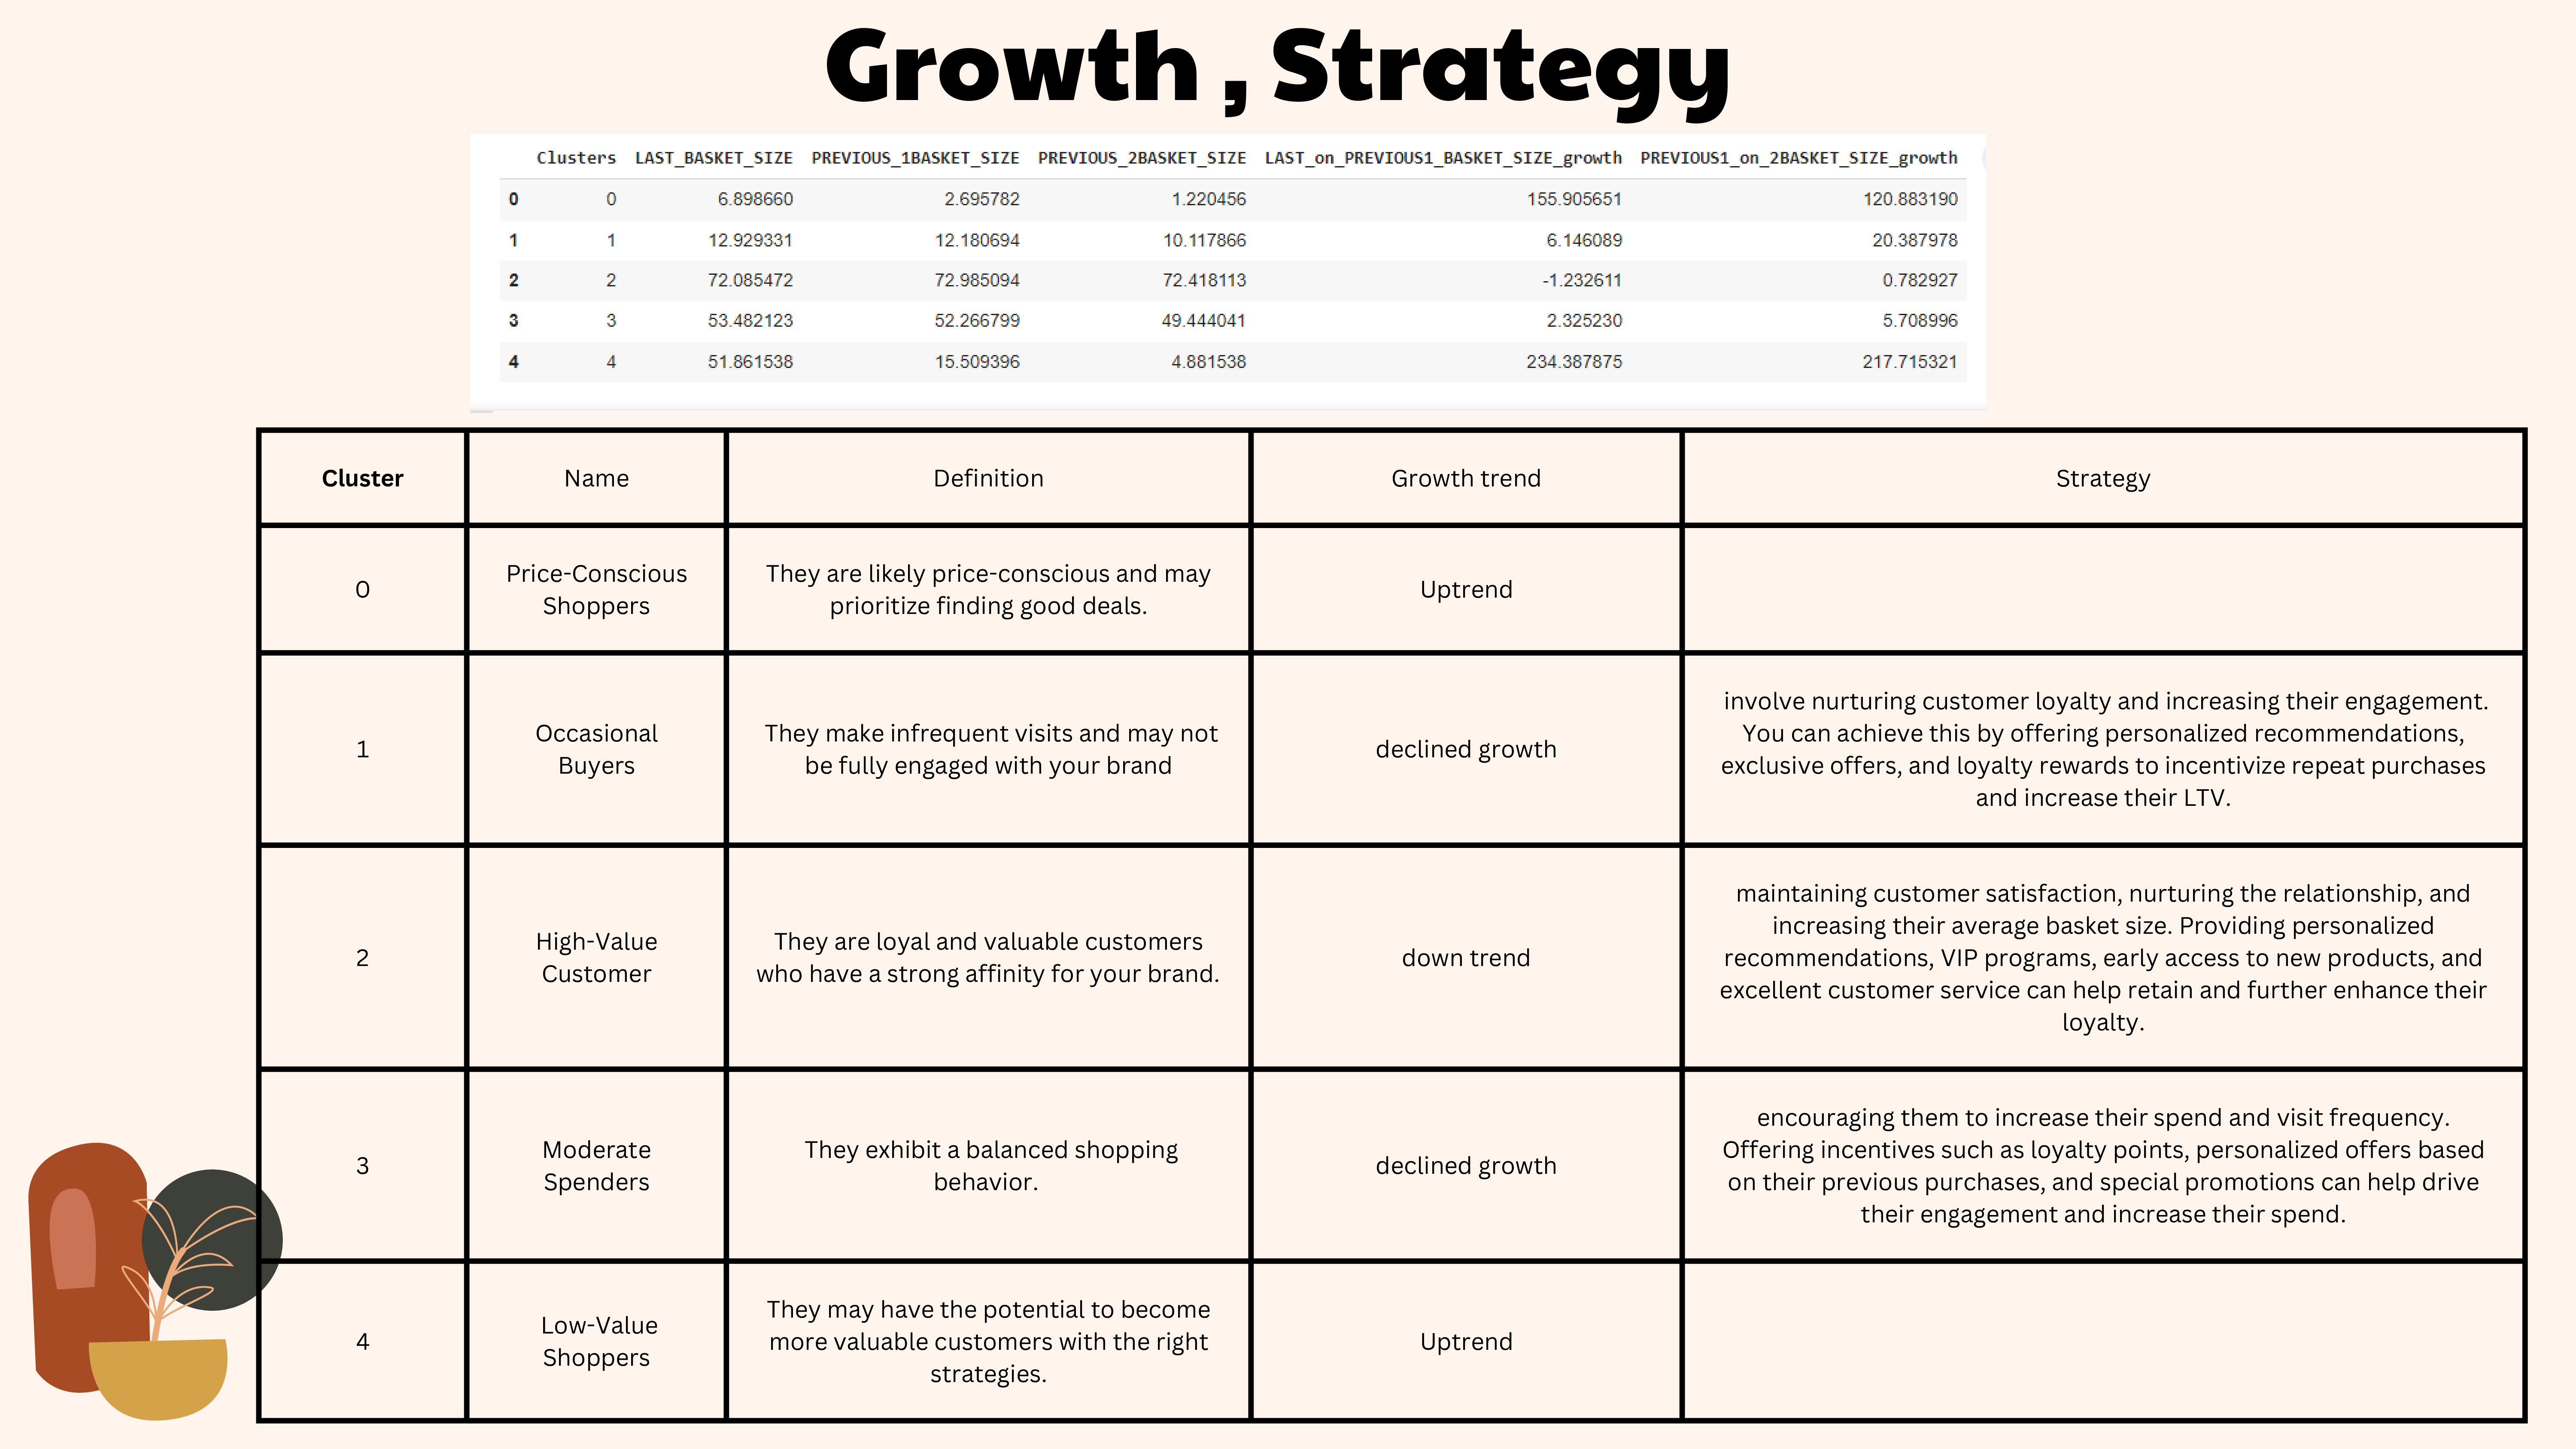 Growth , Strategy
Clusters LAST_BASKET_SIZE PREVIOUS_1BASKET_SIZE PREVIOUS_2BASKET_SIZE LAST_on_PREVIOUS1_BASKET_SIZE_growth PREVIOUS1_on_2BASKET_SIZE_growth
0 0 6.898660 2.695782 1.220456 155.905651 120.883190
1 1 12.929331 12.180694 10.117866 6.146089 20.387978
2 2 72.085472 72.985094 72.418113 -1.232611 0.782927
3 3 53.482123 52.266799 49.444041 2.325230 5.708996
4 4 51.861538 15.509396 4.881538 234.387875 217.715321
Cluster Name Definition Growth trend Strategy
0
Price-Conscious
Shoppers
They are likely price-conscious and may
prioritize finding good deals.
Uptrend
1
Occasional
Buyers
They make infrequent visits and may not
be fully engaged with your brand
declined growth
involve nurturing customer loyalty and increasing their engagement.
You can achieve this by offering personalized recommendations,
exclusive offers, and loyalty rewards to incentivize repeat purchases
and increase their LTV.
2
High-Value
Customer
They are loyal and valuable customers
who have a strong affinity for your brand.
down trend
maintaining customer satisfaction, nurturing the relationship, and
increasing their average basket size. Providing personalized
recommendations, VIP programs, early access to new products, and
excellent customer service can help retain and further enhance their
loyalty.
3
Moderate
Spenders
They exhibit a balanced shopping
behavior.
declined growth
encouraging them to increase their spend and visit frequency.
Offering incentives such as loyalty points, personalized offers based
on their previous purchases, and special promotions can help drive
their engagement and increase their spend.
4
Low-Value
Shoppers
They may have the potential to become
more valuable customers with the right
strategies.
Uptrend